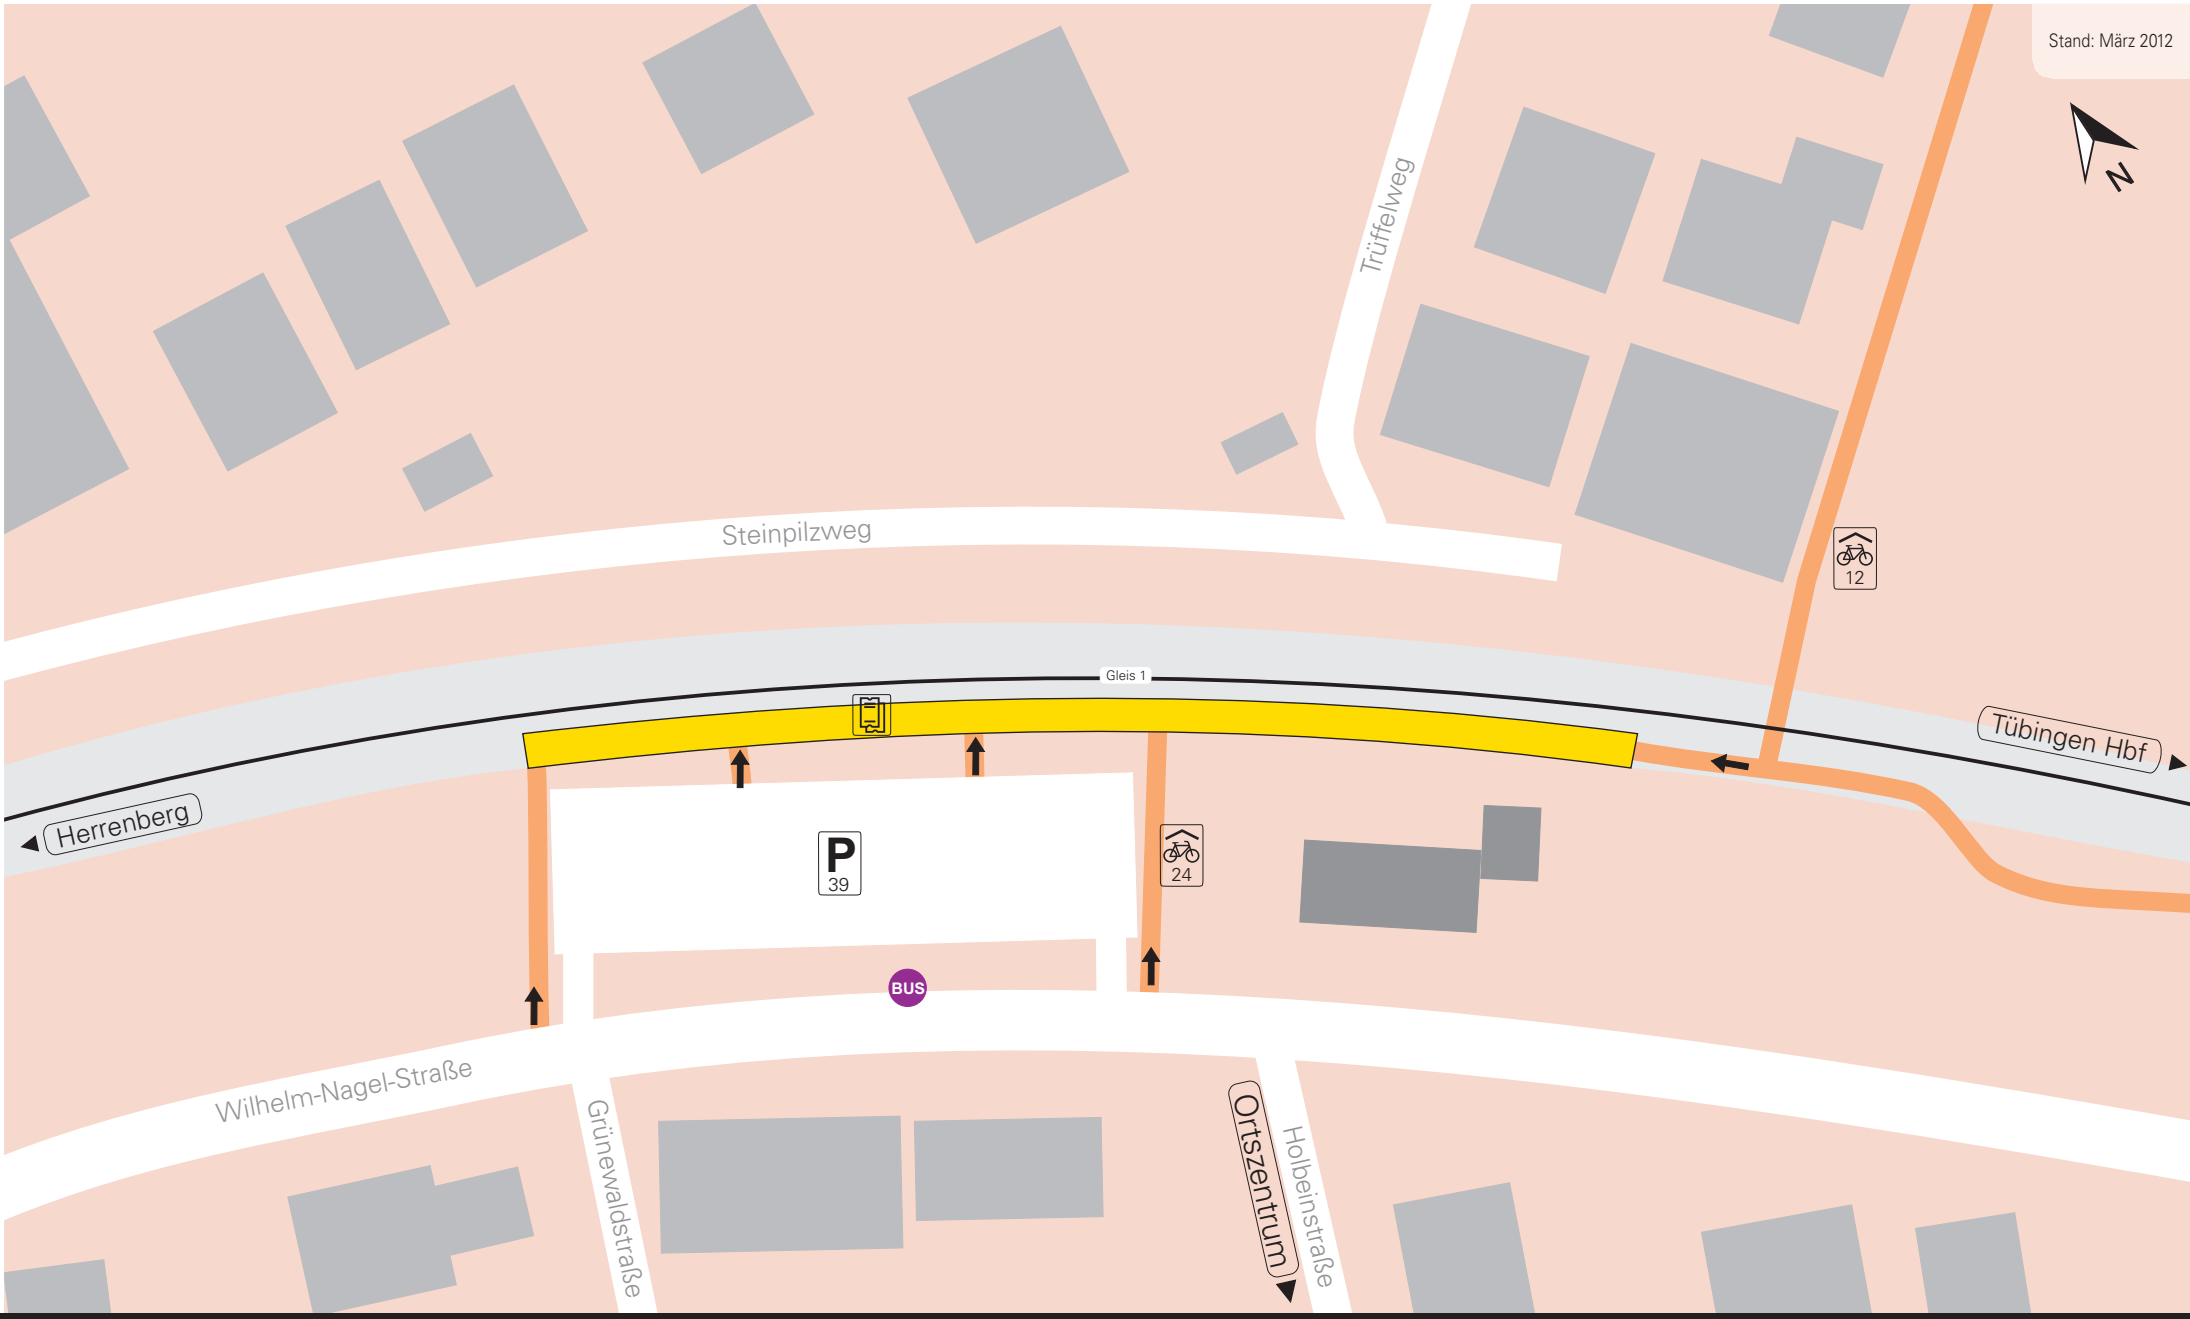 Stand: März 2012
N
Trüffelweg
Steinpilzweg
12
Gleis 1
Tübingen Hbf
Herrenberg
P
39
24
BUS
Wilhelm-Nagel-Straße
Grünewaldstraße
Ortszentrum
Holbeinstraße